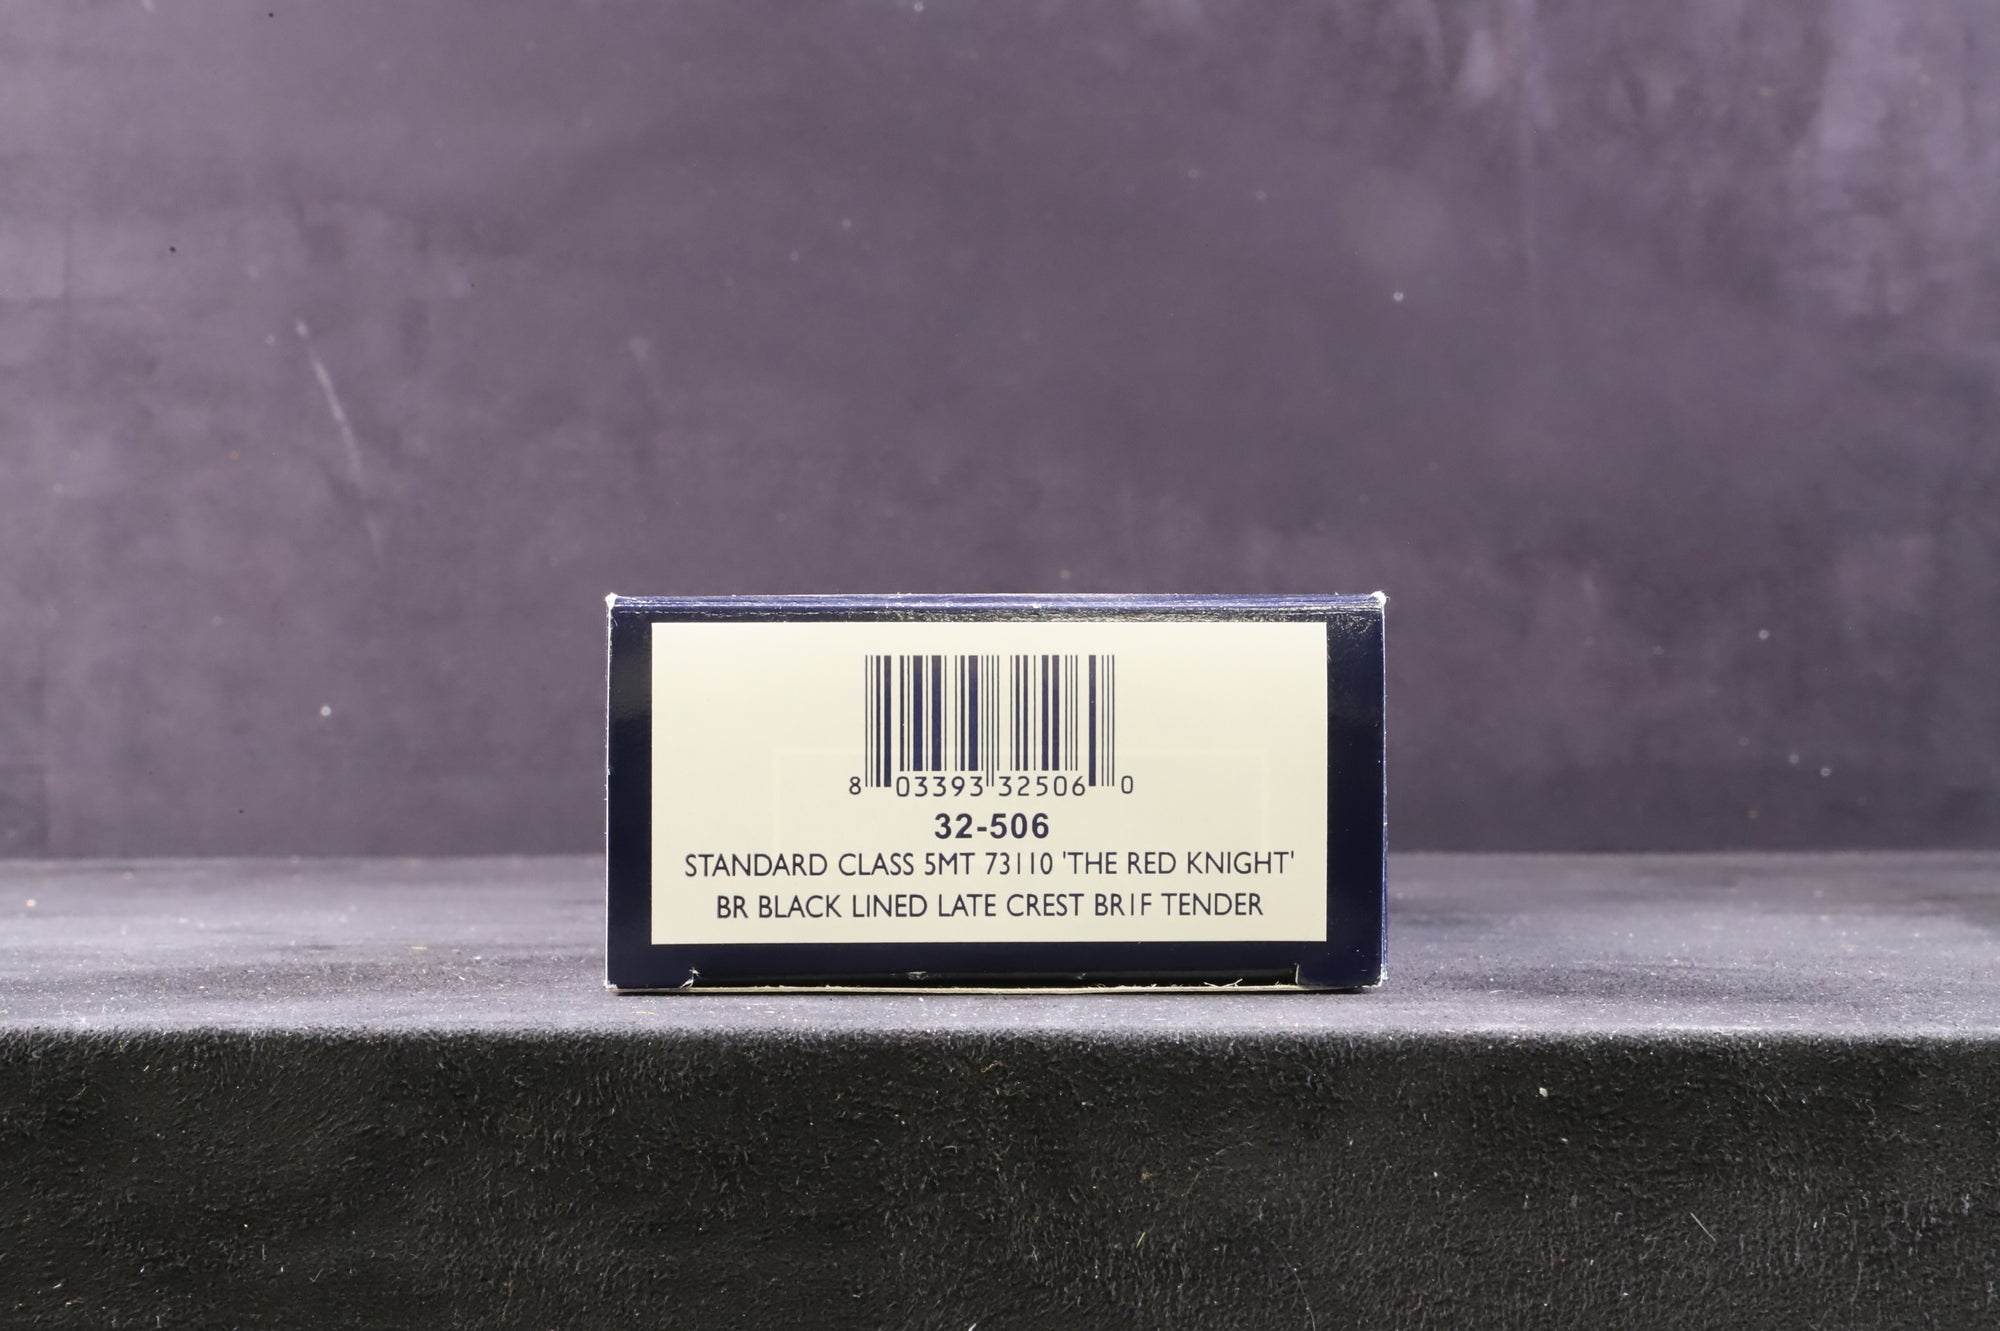 8 03393 32506 0
32-506
STANDARD CLASS 5MT 73110 'THE RED KNIGHT'
BR BLACK LINED LATE CREST BR1F TENDER